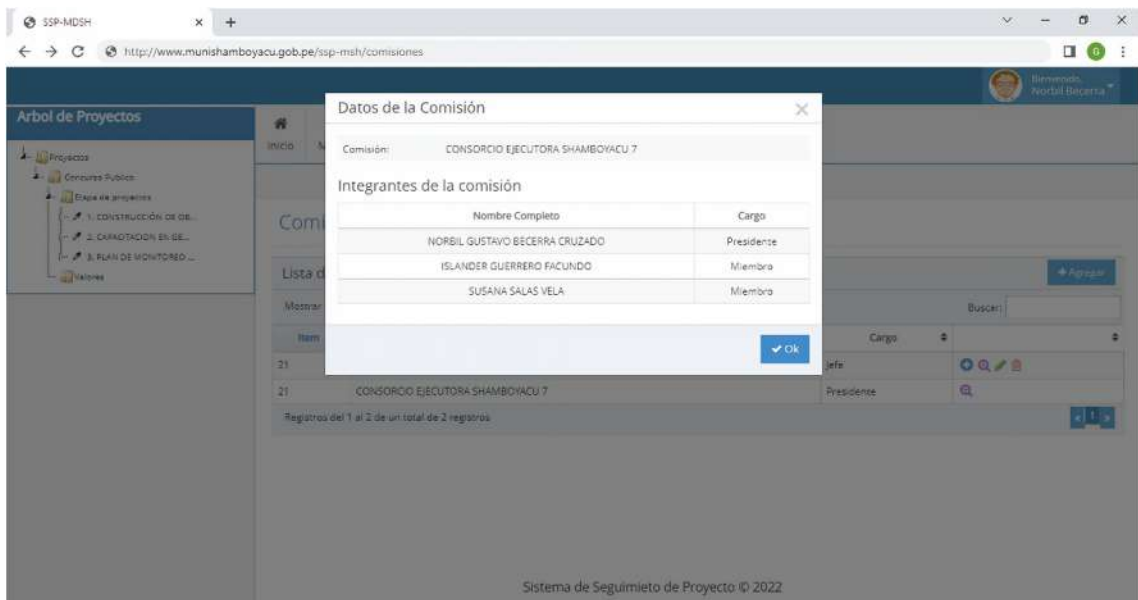 SSP-MDSH
http://www.munishamboyacu.gob.pe/ssp-msh/comisiones
G
Bienvenido,
Norbil Becerra
Arbol de Proyectos
Proyectos
Concurso Publico
Etapa de proyectos
1. CONSTRUCCIÓN DE OB...
2. CAPACITACION EN GE...
3. PLAN DE MONITOREO ...
Valores
Inicio
M
Comi
Lista d
Agregar
Mostrar
Buscar:
Item
Cargo
21
Jefe
21 CONSORCIO EJECUTORA SHAMBOYACU 7 Presidente
Registros del 1 al 2 de un total de 2 registros
1
Datos de la Comisión
Comisión: CONSORCIO EJECUTORA SHAMBOYACU 7
Integrantes de la comisión
Nombre Completo Cargo
NORBIL GUSTAVO BECERRA CRUZADO Presidente
ISLANDER GUERRERO FACUNDO Miembro
SUSANA SALAS VELA Miembro
Ok
Sistema de Seguimieto de Proyecto © 2022